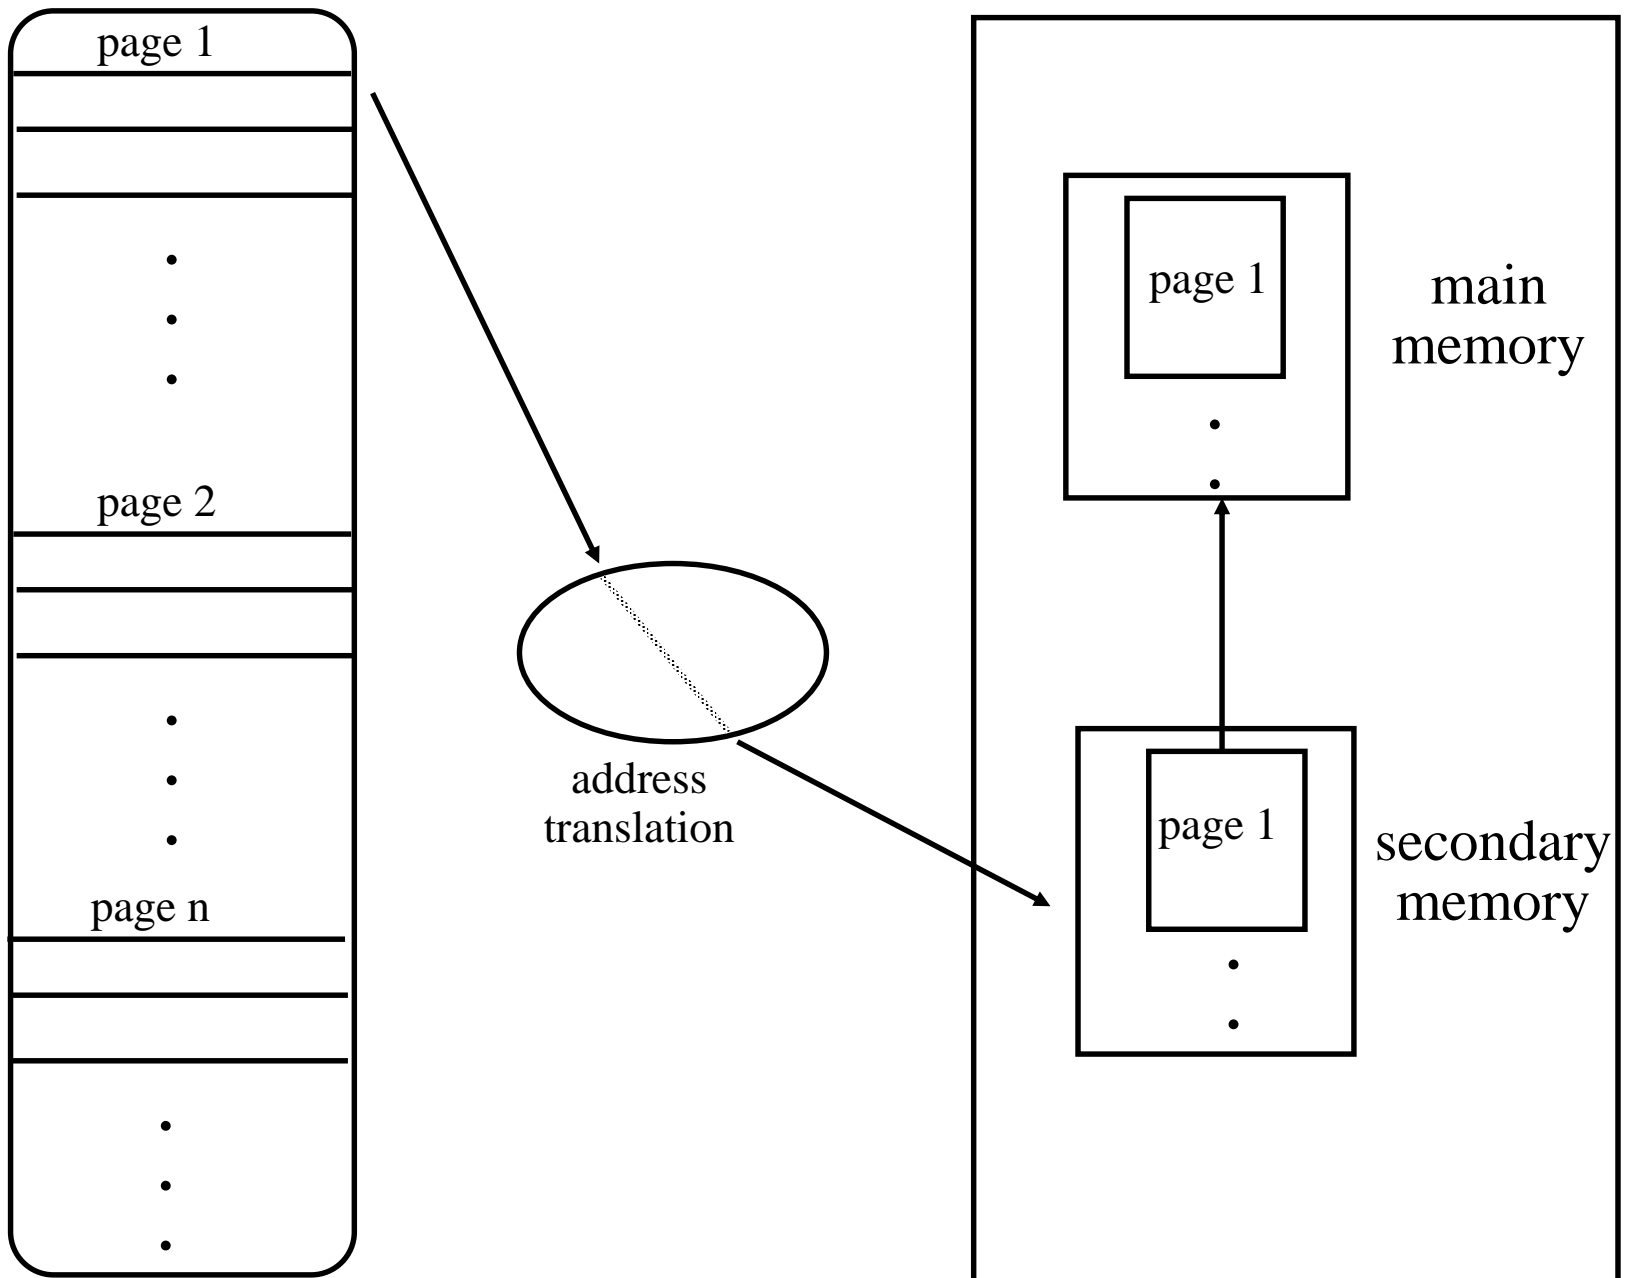 page 1
page 2
page n
address
translation
page 1
main
memory
page 1
secondary
memory